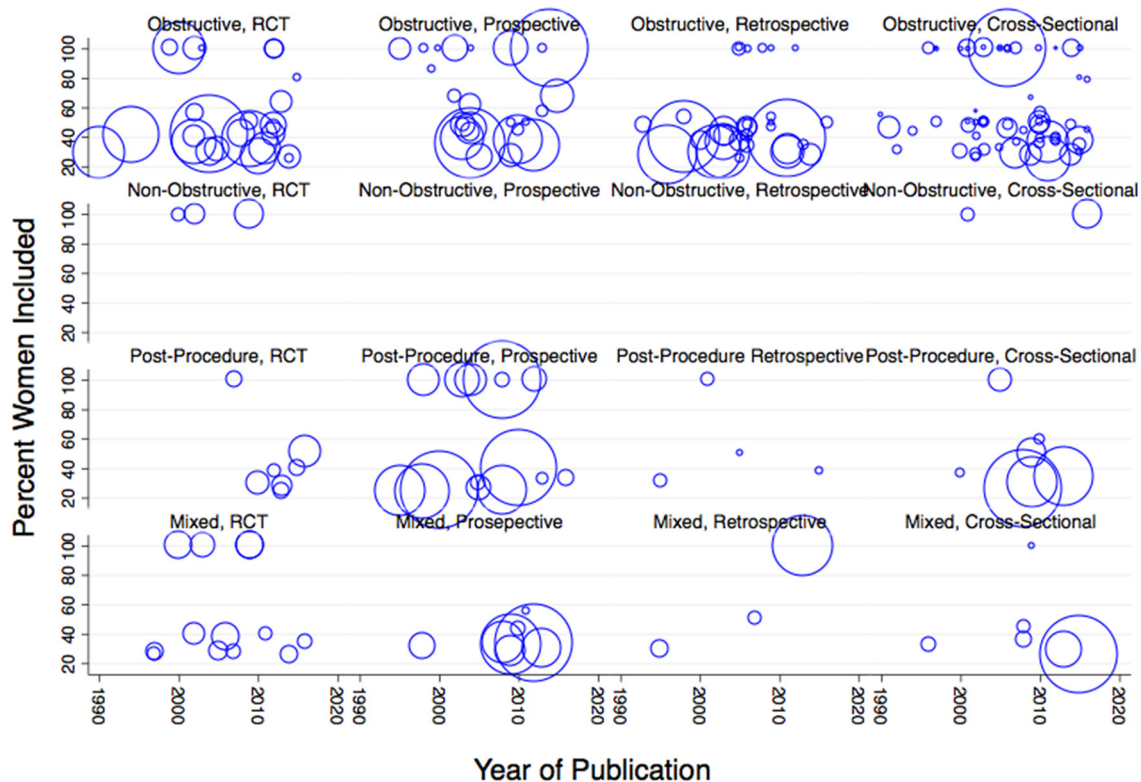 Obstructive, RCT
Obstructive, Prospective
Obstructive, Retrospective
Obstructive, Cross-Sectional
20 40 60 80 100
Non-Obstructive, RCT
Non-Obstructive, Prospective
Non-Obstructive, Retrospective
Non-Obstructive, Cross-Sectional
20 40 60 80 100
Post-Procedure, RCT
Post-Procedure, Prospective
Post-Procedure Retrospective
Post-Procedure, Cross-Sectional
20 40 60 80 100
Mixed, RCT
Mixed, Prosepective
Mixed, Retrospective
Mixed, Cross-Sectional
20 40 60 80 100
Percent Women Included
1990 2000 2010 2020
1990 2000 2010 2020
1990 2000 2010 2020
1990 2000 2010 2020
Year of Publication